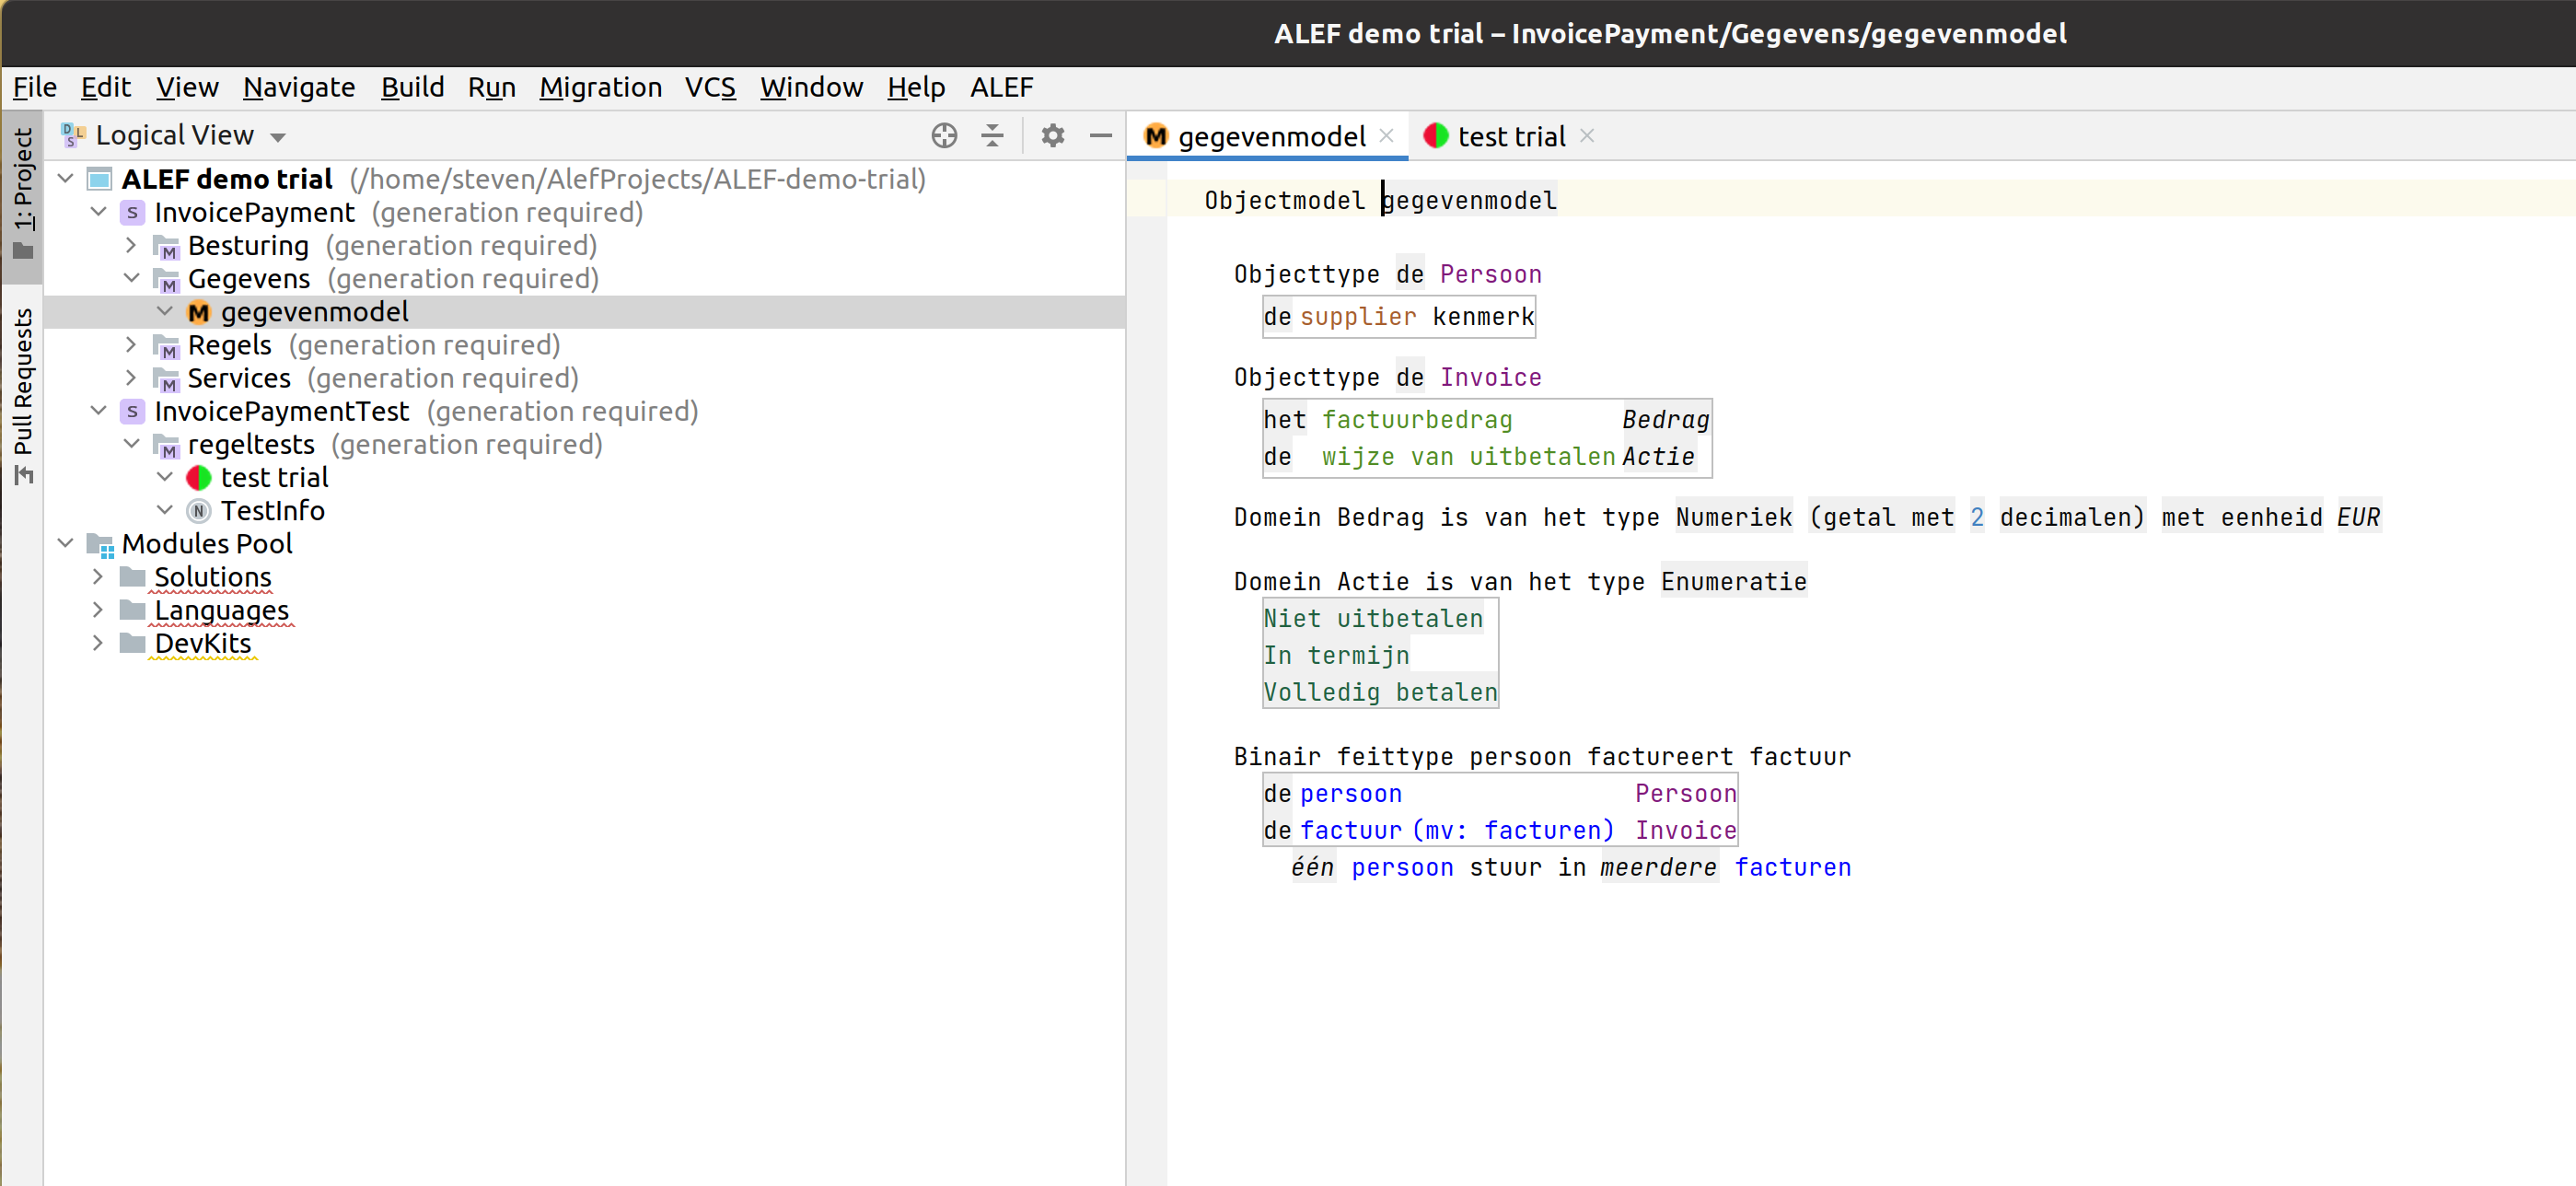 ALEF demo trial – InvoicePayment/Gegevens/gegevenmodel
File Edit View Navigate Build Run Migration VCS Window Help ALEF
1: Project
Pull Requests
Logical View
ALEF demo trial (/home/steven/AlefProjects/ALEF-demo-trial)
InvoicePayment (generation required)
Besturing (generation required)
Gegevens (generation required)
gegevenmodel
Regels (generation required)
Services (generation required)
InvoicePaymentTest (generation required)
regeltests (generation required)
test trial
TestInfo
Modules Pool
Solutions
Languages
DevKits
gegevenmodel test trial
Objectmodel gegevenmodel
Objecttype de Persoon
de supplier kenmerk
Objecttype de Invoice
het factuurbedrag Bedrag
de wijze van uitbetalen Actie
Domein Bedrag is van het type Numeriek (getal met 2 decimalen) met eenheid EUR
Domein Actie is van het type Enumeratie
Niet uitbetalen
In termijn
Volledig betalen
Binair feittype persoon factureert factuur
de persoon Persoon
de factuur (mv: facturen) Invoice
één persoon stuur in meerdere facturen